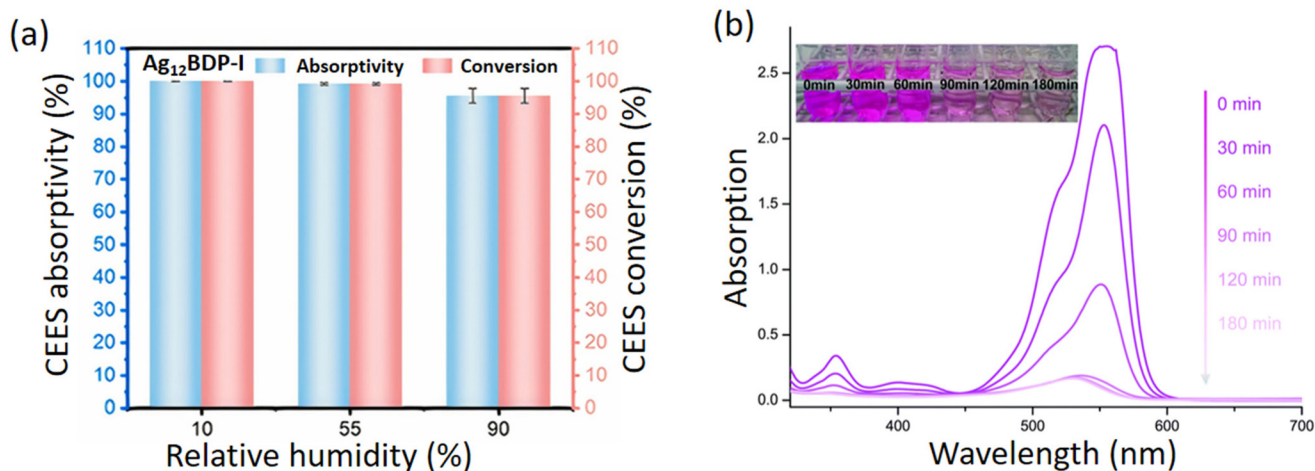 (a)
110
100
90
80
70
60
50
40
30
20
10
0
CEES absorptivity (%)
Ag₁₂BDP-I
Absorptivity
Conversion
110
100
90
80
70
60
50
40
30
20
10
0
CEES conversion (%)
10
55
90
Relative humidity (%)
(b)
2.5
2.0
1.5
1.0
0.5
0.0
Absorption
0min 30min 60min 90min 120min 180min
0 min
30 min
60 min
90 min
120 min
180 min
400
500
600
700
Wavelength (nm)